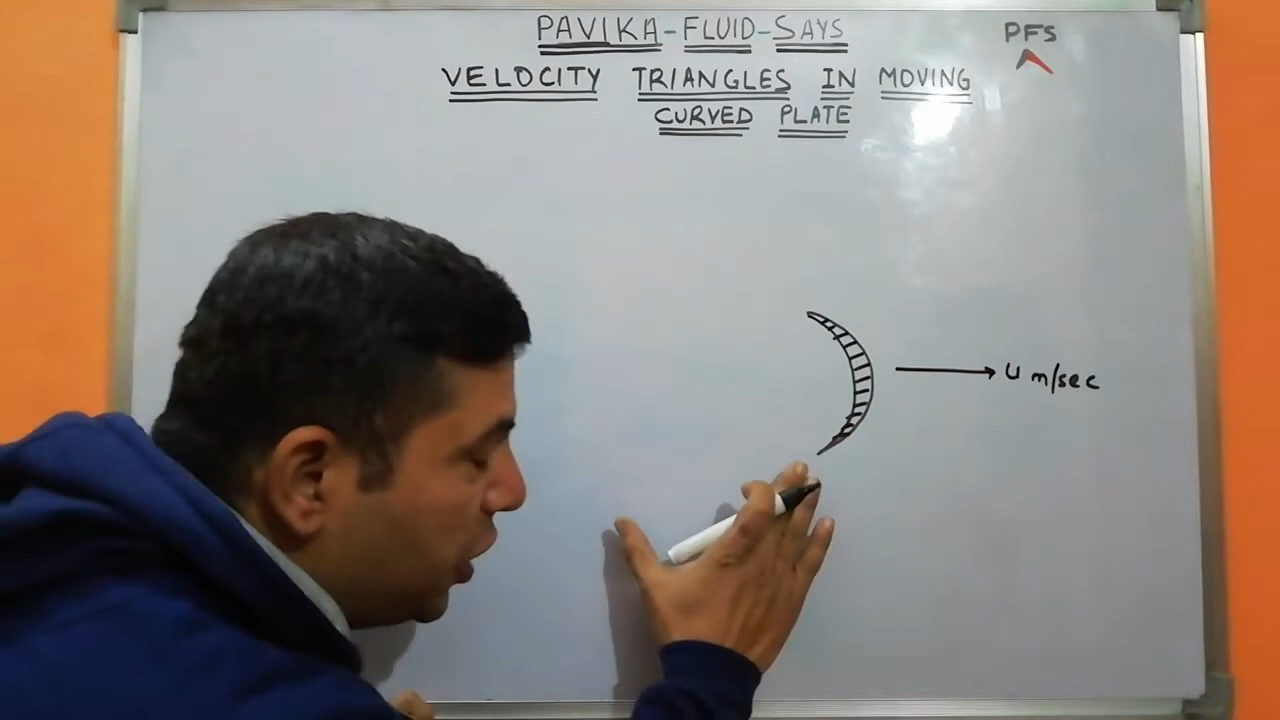 PAVIKA-FLUID-SAYS
PFS
VELOCITY TRIANGLES IN MOVING
CURVED PLATE
U m/sec